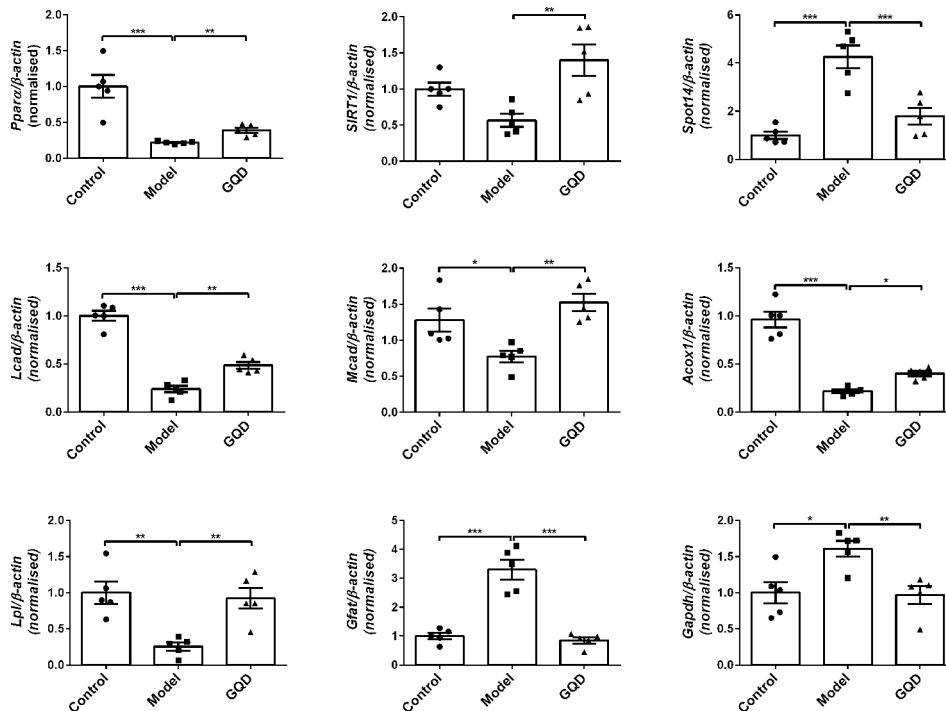 *** **
Pparα/β-actin
(normalised)
2.0
1.5
1.0
0.5
0.0
Control Model GQD
**
SIRT1/β-actin
(normalised)
2.0
1.5
1.0
0.5
0.0
Control Model GQD
*** ***
Spot14/β-actin
(normalised)
6
4
2
0
Control Model GQD
*** **
Lcad/β-actin
(normalised)
1.5
1.0
0.5
0.0
Control Model GQD
* **
Mcad/β-actin
(normalised)
2.0
1.5
1.0
0.5
0.0
Control Model GQD
*** *
Acox1/β-actin
(normalised)
1.5
1.0
0.5
0.0
Control Model GQD
** **
Lpl/β-actin
(normalised)
2.0
1.5
1.0
0.5
0.0
Control Model GQD
*** ***
Gfat/β-actin
(normalised)
5
4
3
2
1
0
Control Model GQD
* **
Gapdh/β-actin
(normalised)
2.0
1.5
1.0
0.5
0.0
Control Model GQD